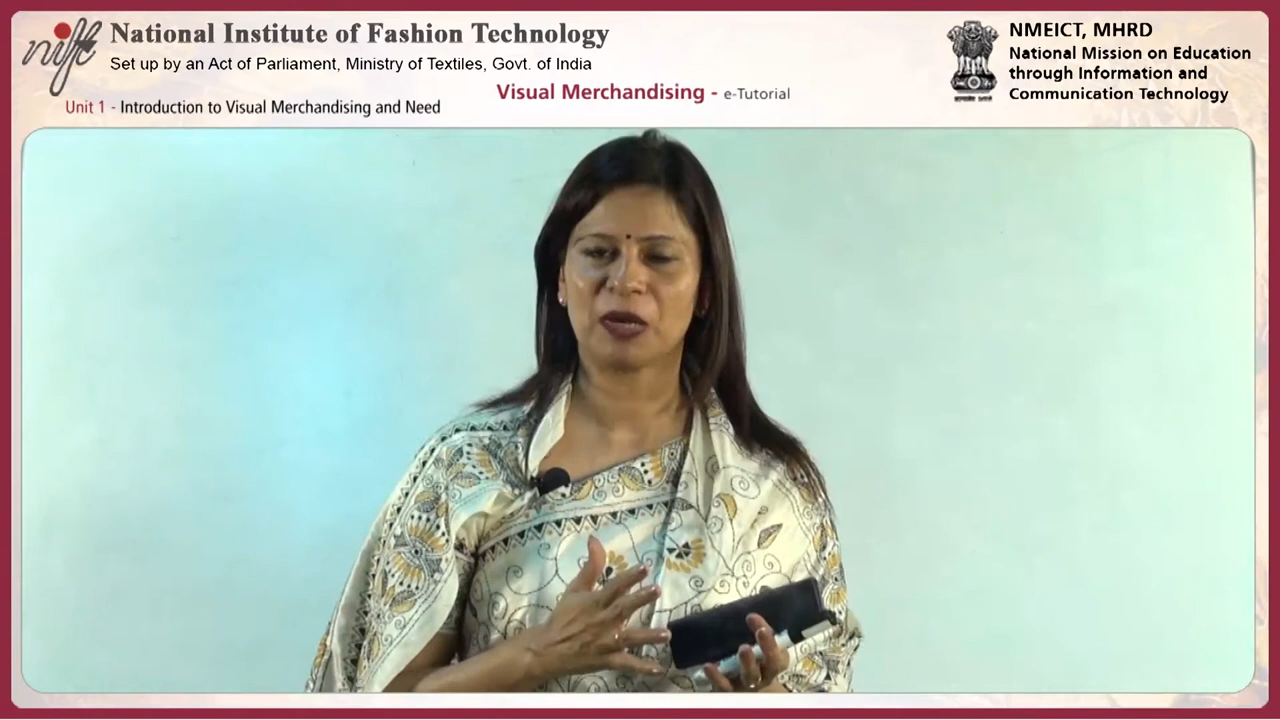 nift
National Institute of Fashion Technology
Set up by an Act of Parliament, Ministry of Textiles, Govt. of India
Unit 1 - Introduction to Visual Merchandising and Need
Visual Merchandising - e-Tutorial
NMEICT, MHRD
National Mission on Education
through Information and
Communication Technology